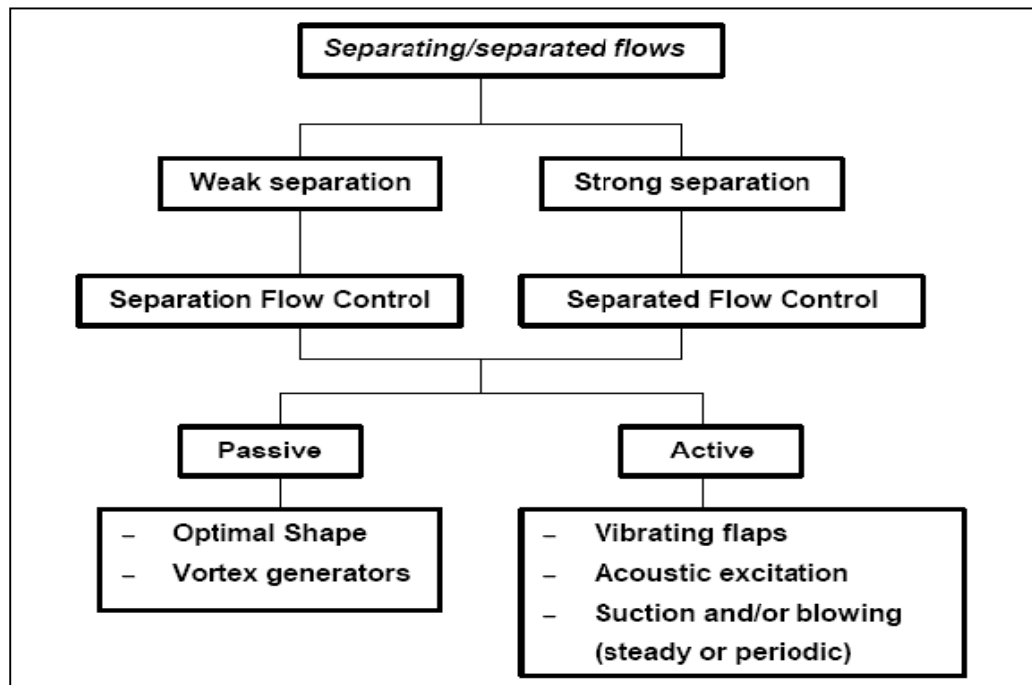 Separating/separated flows
Weak separation
Strong separation
Separation Flow Control
Separated Flow Control
Passive
Active
– Optimal Shape
– Vortex generators
– Vibrating flaps
– Acoustic excitation
– Suction and/or blowing
(steady or periodic)